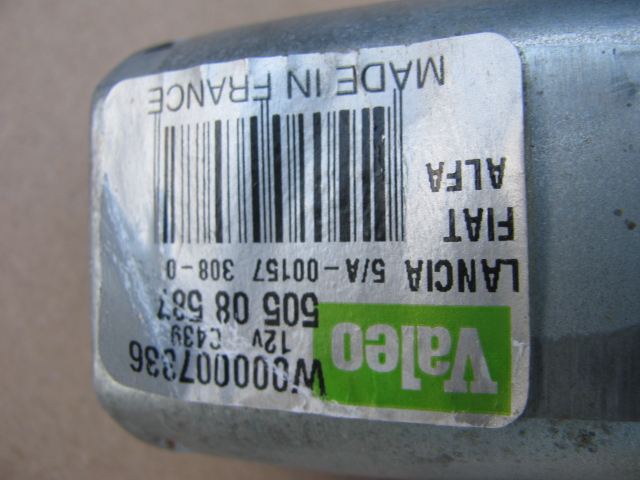 Valeo W000007336
12v C439
505 08 587
LANCIA 5/A-00157 308-0
FIAT
ALFA
MADE IN FRANCE